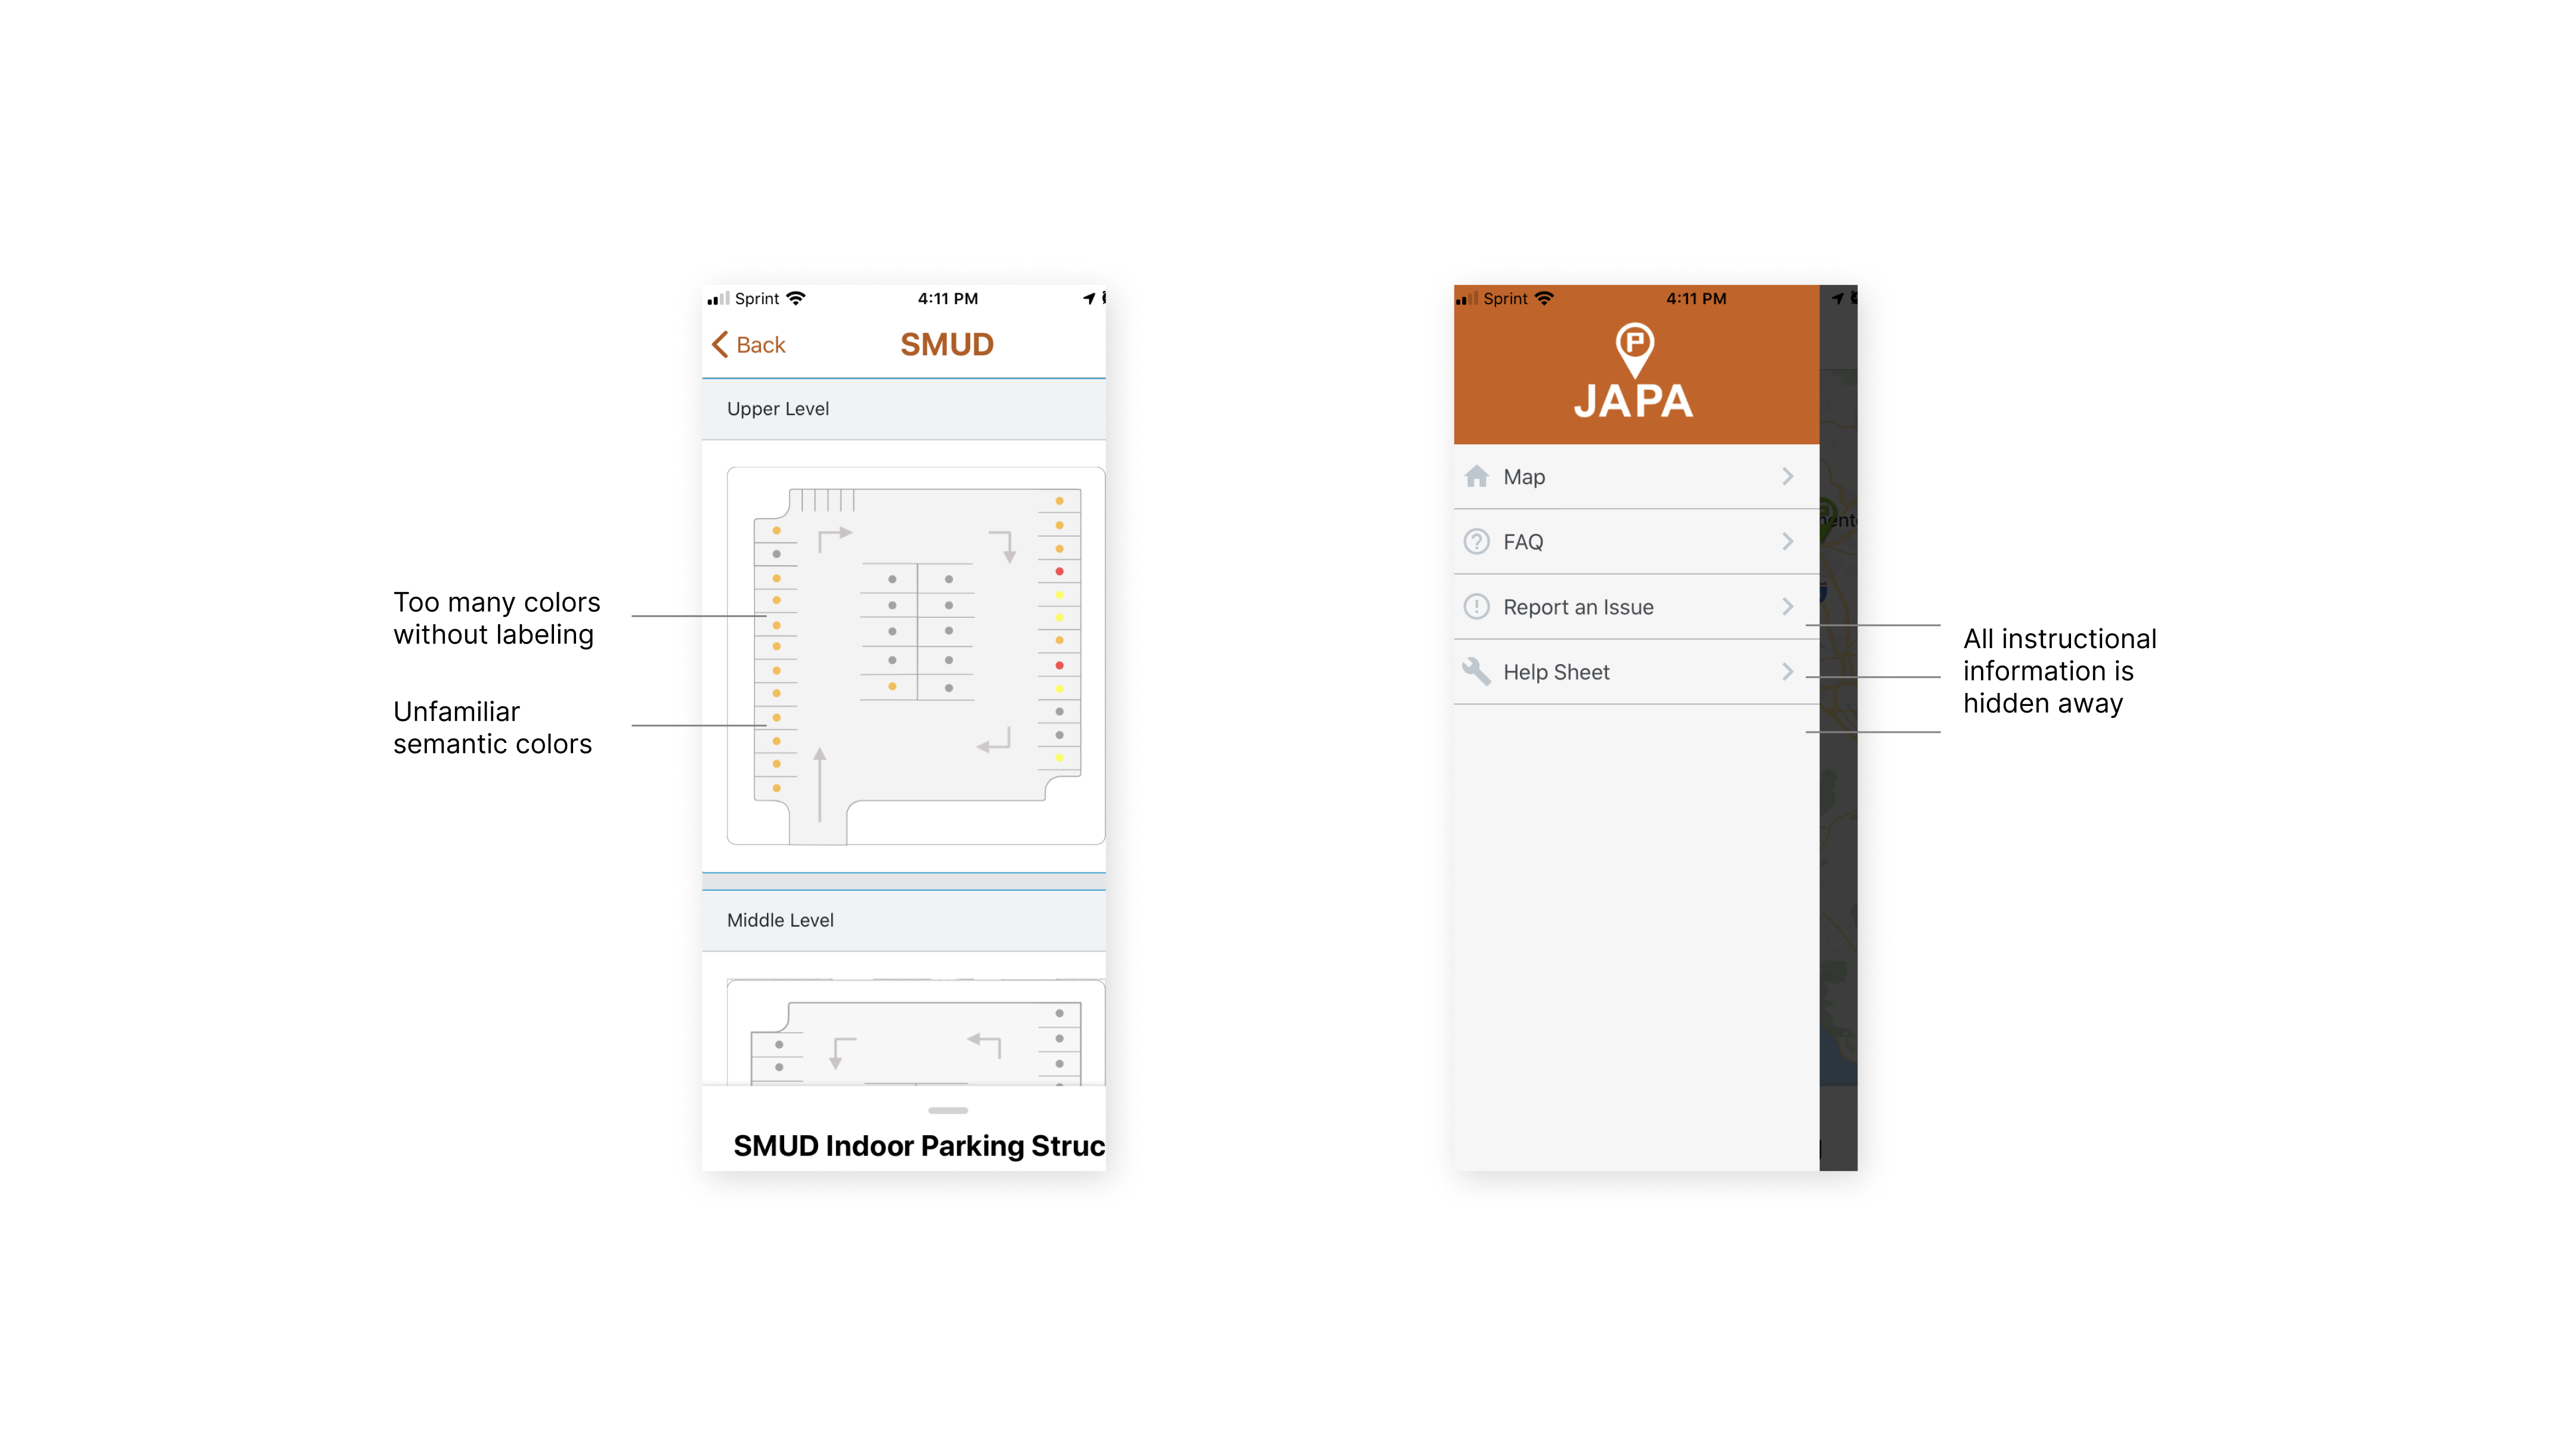 Too many colors
without labeling
Unfamiliar
semantic colors
Sprint 4:11 PM
Back SMUD
Upper Level
Middle Level
SMUD Indoor Parking Struc
Sprint 4:11 PM
P
JAPA
Map
FAQ
Report an Issue
Help Sheet
All instructional
information is
hidden away